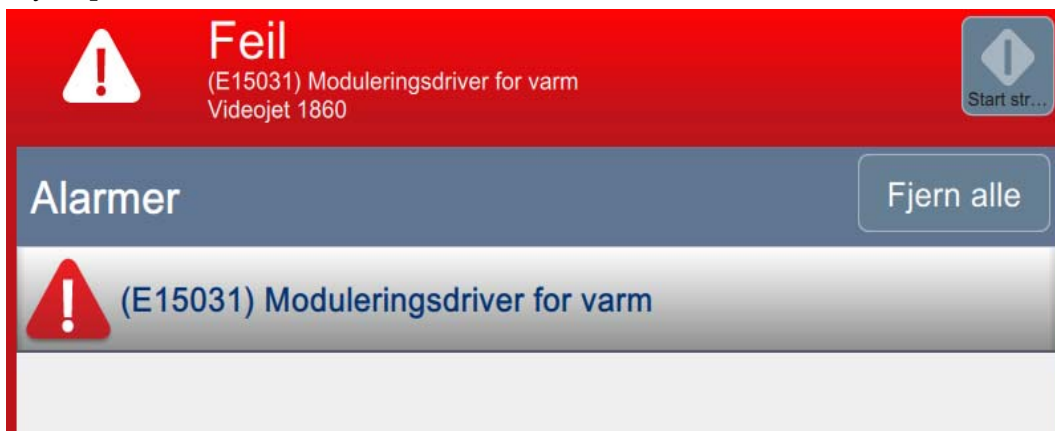 Feil
(E15031) Moduleringsdriver for varm
Videojet 1860
Start str...
Alarmer
Fjern alle
(E15031) Moduleringsdriver for varm